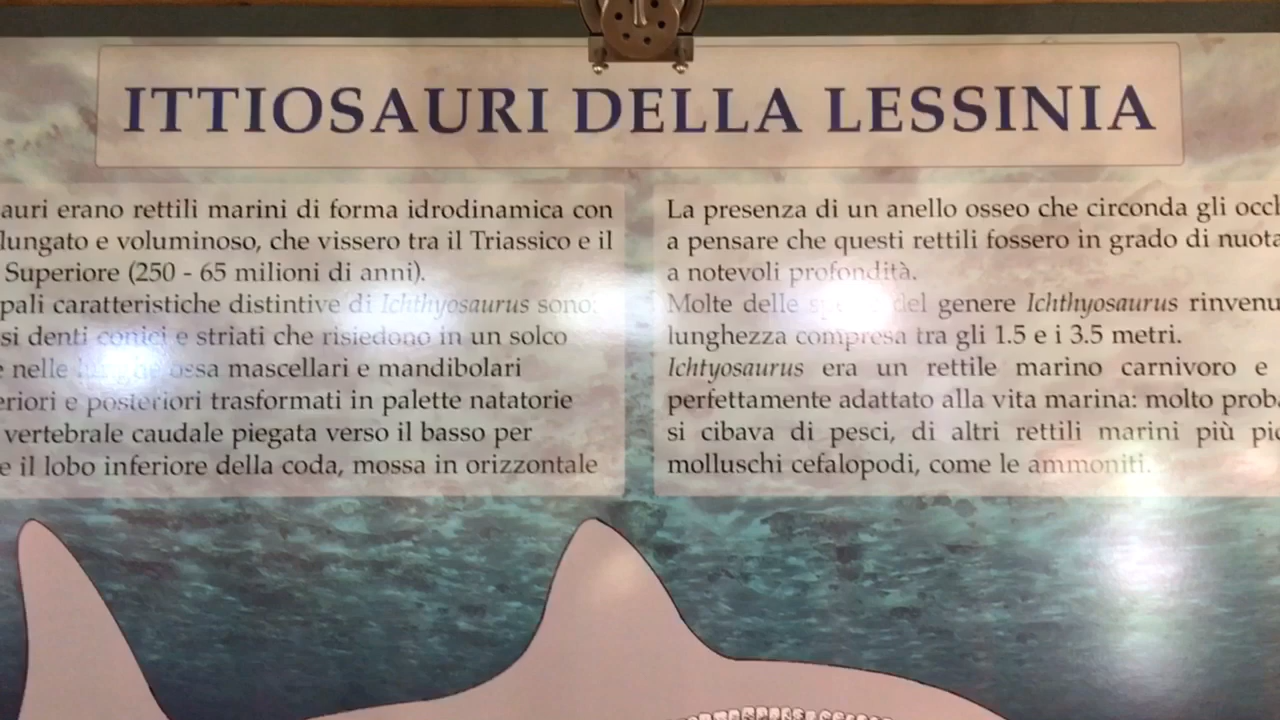 ITTIOSAURI DELLA LESSINIA
auri erano rettili marini di forma idrodinamica con
lungato e voluminoso, che vissero tra il Triassico e il
Superiore (250 - 65 milioni di anni).
pali caratteristiche distintive di Ichthyosaurus sono:
si denti conici e striati che risiedono in un solco
nelle ossa mascellari e mandibolari
eriori e posteriori trasformati in palette natatorie
vertebrale caudale piegata verso il basso per
e il lobo inferiore della coda, mossa in orizzontale
La presenza di un anello osseo che circonda gli occh
a pensare che questi rettili fossero in grado di nuota
a notevoli profondità.
Molte delle del genere Ichthyosaurus rinvenu
lunghezza compresa tra gli 1.5 e i 3.5 metri.
Ichtyosaurus era un rettile marino carnivoro e
perfettamente adattato alla vita marina: molto proba
si cibava di pesci, di altri rettili marini più pic
molluschi cefalopodi, come le ammoniti.